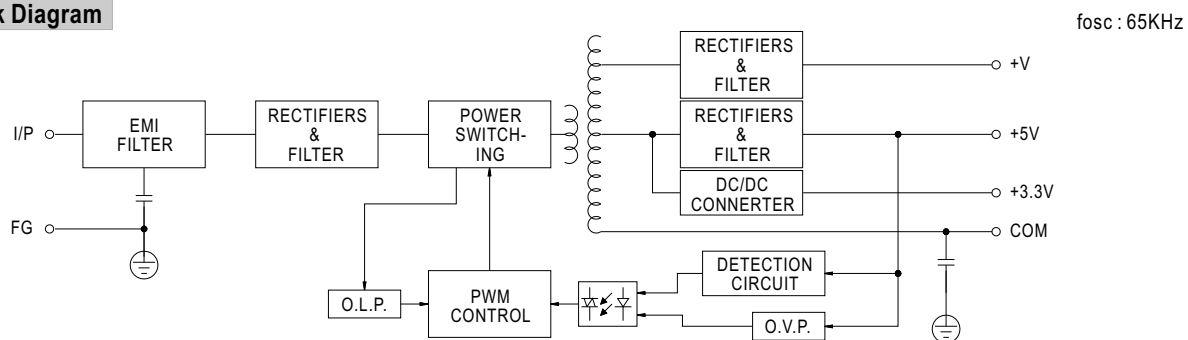 k Diagram
fosc : 65KHz
I/P
EMI
FILTER
RECTIFIERS
&
FILTER
POWER
SWITCH-
ING
RECTIFIERS
&
FILTER
+V
RECTIFIERS
&
FILTER
+5V
DC/DC
CONNERTER
+3.3V
FG
COM
O.L.P.
PWM
CONTROL
DETECTION
CIRCUIT
O.V.P.